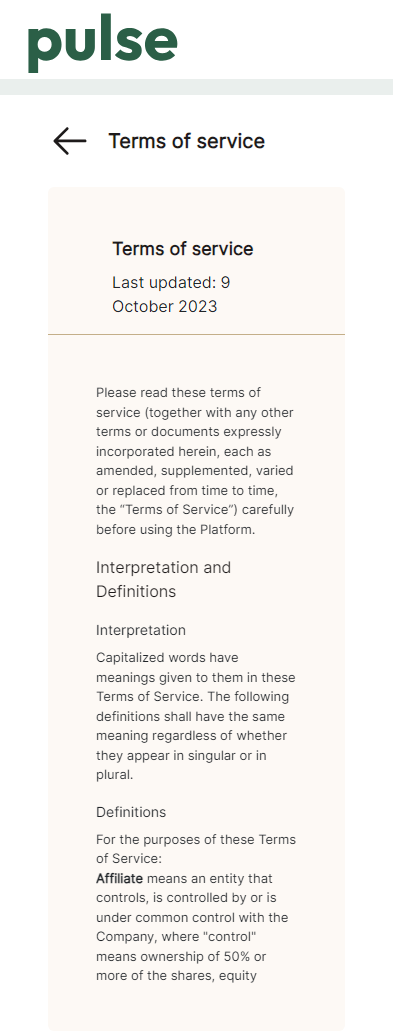 pulse
Terms of service
Terms of service
Last updated: 9
October 2023
Please read these terms of
service (together with any other
terms or documents expressly
incorporated herein, each as
amended, supplemented, varied
or replaced from time to time,
the “Terms of Service”) carefully
before using the Platform.
Interpretation and
Definitions
Interpretation
Capitalized words have
meanings given to them in these
Terms of Service. The following
definitions shall have the same
meaning regardless of whether
they appear in singular or in
plural.
Definitions
For the purposes of these Terms
of Service:
Affiliate means an entity that
controls, is controlled by or is
under common control with the
Company, where "control"
means ownership of 50% or
more of the shares, equity